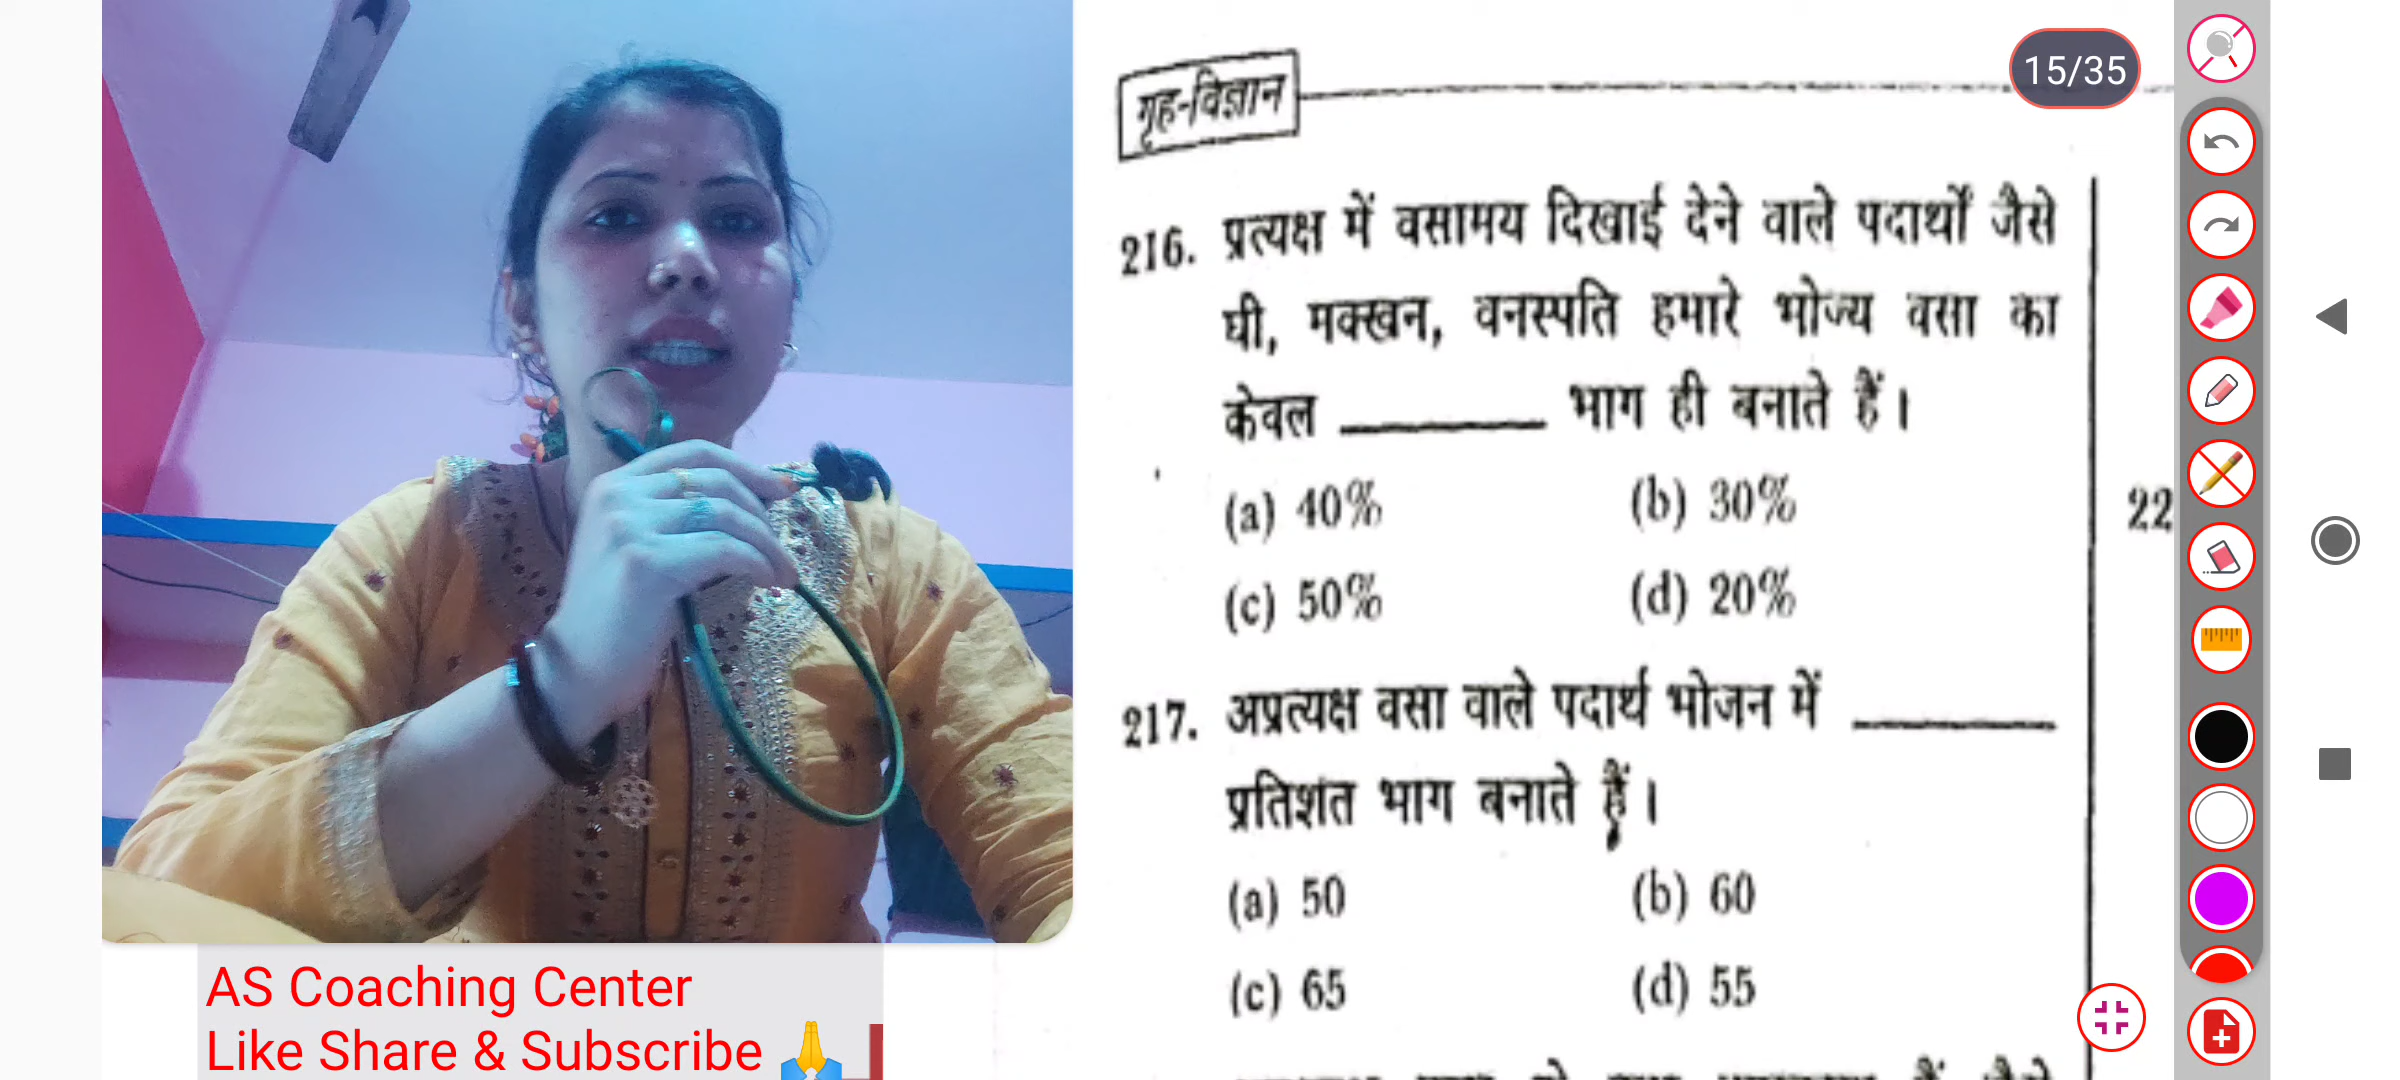 गृह-विज्ञान
15/35
216. प्रत्यक्ष में वसामय दिखाई देने वाले पदार्थों जैसे
घी, मक्खन, वनस्पति हमारे भोज्य वसा का
केवल ________ भाग ही बनाते हैं।
(a) 40% (b) 30%
(c) 50% (d) 20%
217. अप्रत्यक्ष वसा वाले पदार्थ भोजन में ________
प्रतिशत भाग बनाते हैं।
(a) 50 (b) 60
(c) 65 (d) 55
22
AS Coaching Center
Like Share & Subscribe 🙏